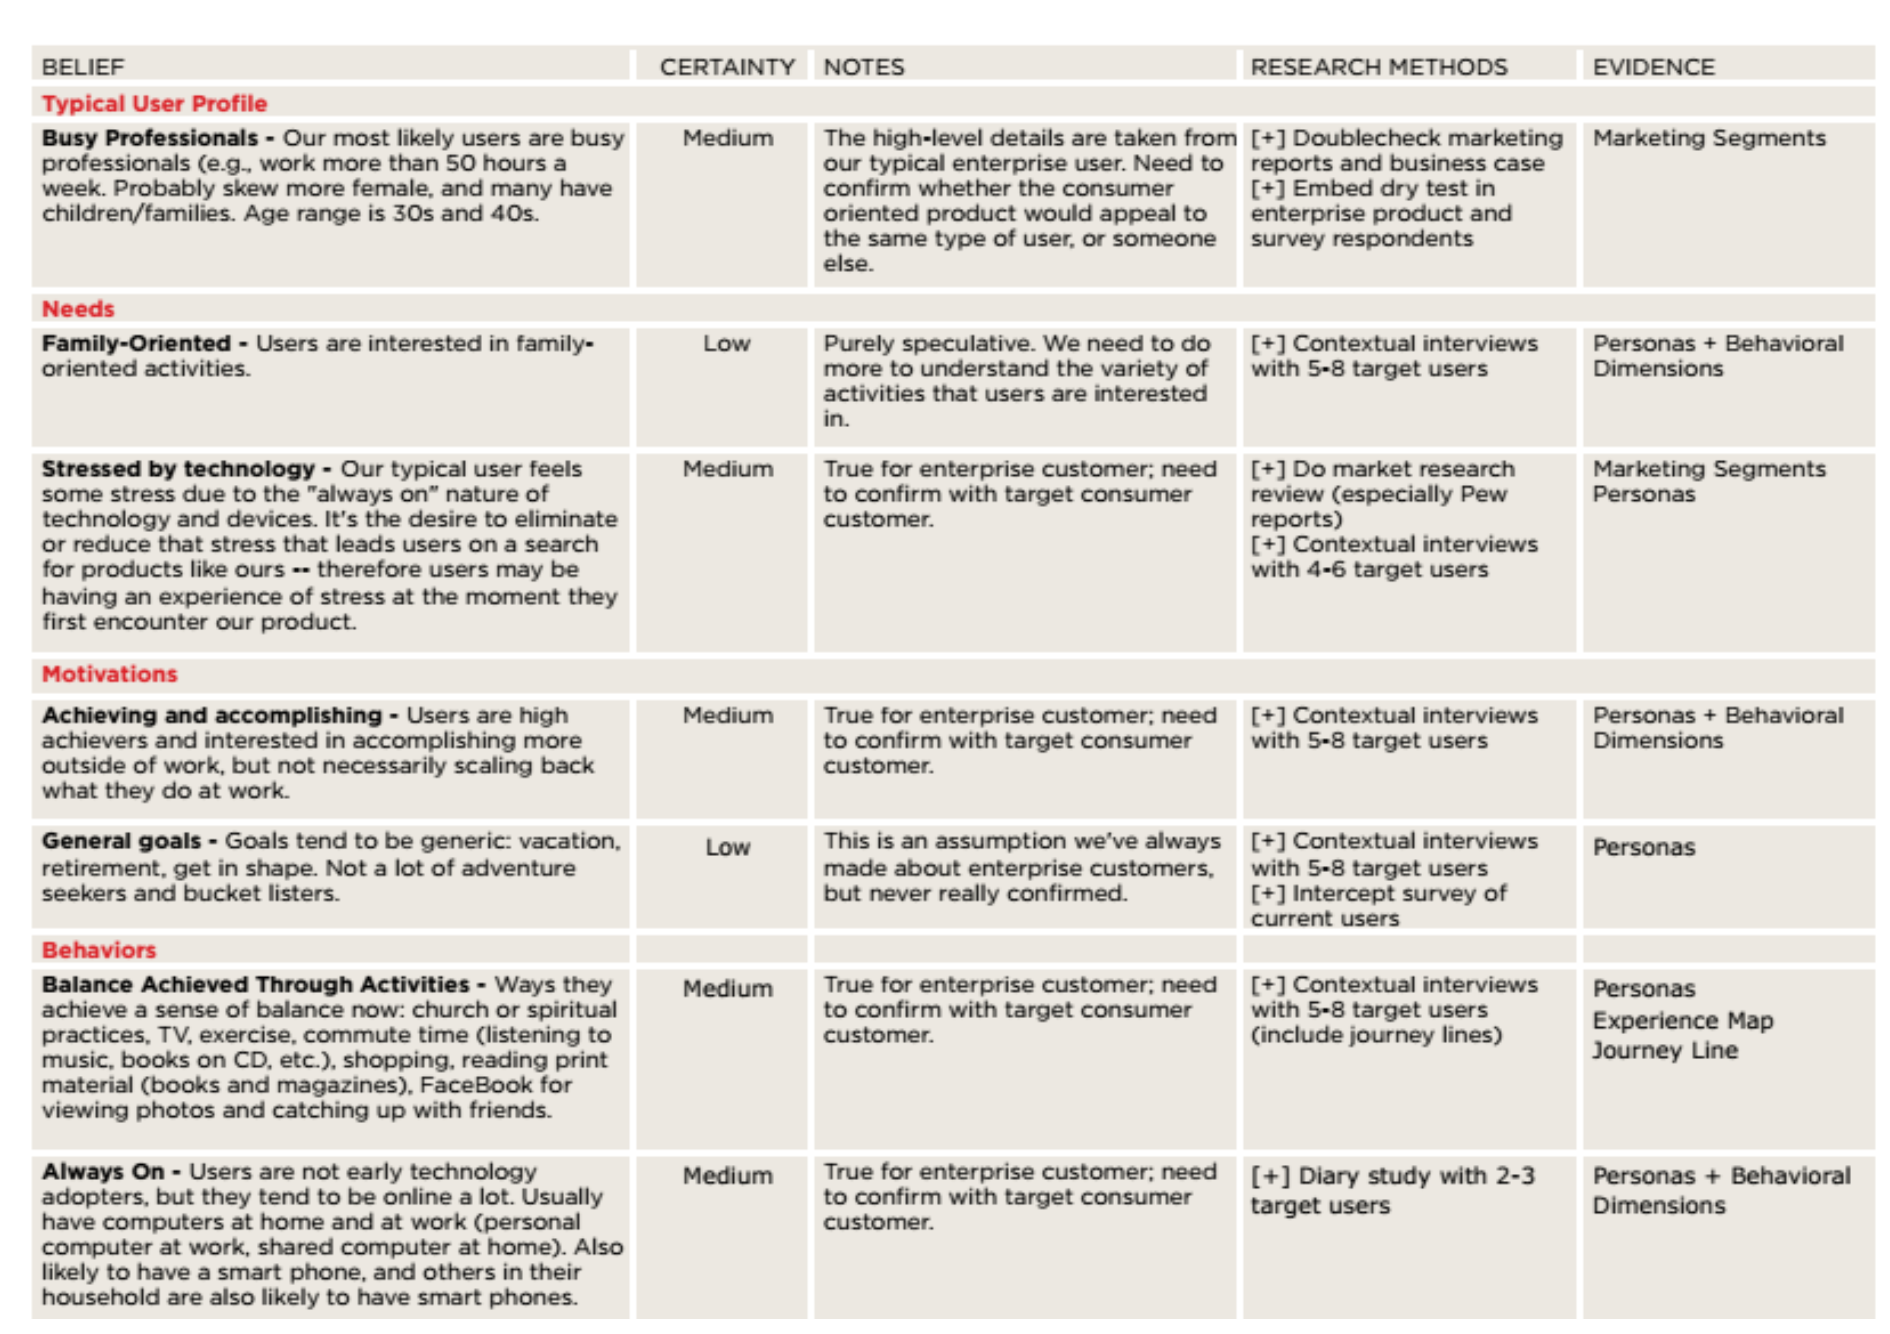 BELIEF
CERTAINTY
NOTES
RESEARCH METHODS
EVIDENCE
Typical User Profile
Busy Professionals - Our most likely users are busy
professionals (e.g., work more than 50 hours a
week. Probably skew more female, and many have
children/families. Age range is 30s and 40s.
Medium
The high-level details are taken from
our typical enterprise user. Need to
confirm whether the consumer
oriented product would appeal to
the same type of user, or someone
else.
[+] Doublecheck marketing
reports and business case
[+] Embed dry test in
enterprise product and
survey respondents
Marketing Segments
Needs
Family-Oriented - Users are interested in family-
oriented activities.
Low
Purely speculative. We need to do
more to understand the variety of
activities that users are interested
in.
[+] Contextual interviews
with 5-8 target users
Personas + Behavioral
Dimensions
Stressed by technology - Our typical user feels
some stress due to the "always on" nature of
technology and devices. It's the desire to eliminate
or reduce that stress that leads users on a search
for products like ours -- therefore users may be
having an experience of stress at the moment they
first encounter our product.
Medium
True for enterprise customer; need
to confirm with target consumer
customer.
[+] Do market research
review (especially Pew
reports)
[+] Contextual interviews
with 4-6 target users
Marketing Segments
Personas
Motivations
Achieving and accomplishing - Users are high
achievers and interested in accomplishing more
outside of work, but not necessarily scaling back
what they do at work.
Medium
True for enterprise customer; need
to confirm with target consumer
customer.
[+] Contextual interviews
with 5-8 target users
Personas + Behavioral
Dimensions
General goals - Goals tend to be generic: vacation,
retirement, get in shape. Not a lot of adventure
seekers and bucket listers.
Low
This is an assumption we've always
made about enterprise customers,
but never really confirmed.
[+] Contextual interviews
with 5-8 target users
[+] Intercept survey of
current users
Personas
Behaviors
Balance Achieved Through Activities - Ways they
achieve a sense of balance now: church or spiritual
practices, TV, exercise, commute time (listening to
music, books on CD, etc.), shopping, reading print
material (books and magazines), FaceBook for
viewing photos and catching up with friends.
Medium
True for enterprise customer; need
to confirm with target consumer
customer.
[+] Contextual interviews
with 5-8 target users
(include journey lines)
Personas
Experience Map
Journey Line
Always On - Users are not early technology
adopters, but they tend to be online a lot. Usually
have computers at home and at work (personal
computer at work, shared computer at home). Also
likely to have a smart phone, and others in their
household are also likely to have smart phones.
Medium
True for enterprise customer; need
to confirm with target consumer
customer.
[+] Diary study with 2-3
target users
Personas + Behavioral
Dimensions